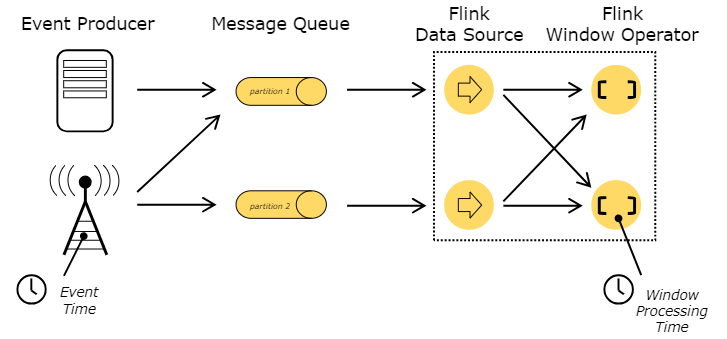 Event Producer
Message Queue
Flink
Data Source
Flink
Window Operator
partition 1
partition 2
Event
Time
Window
Processing
Time